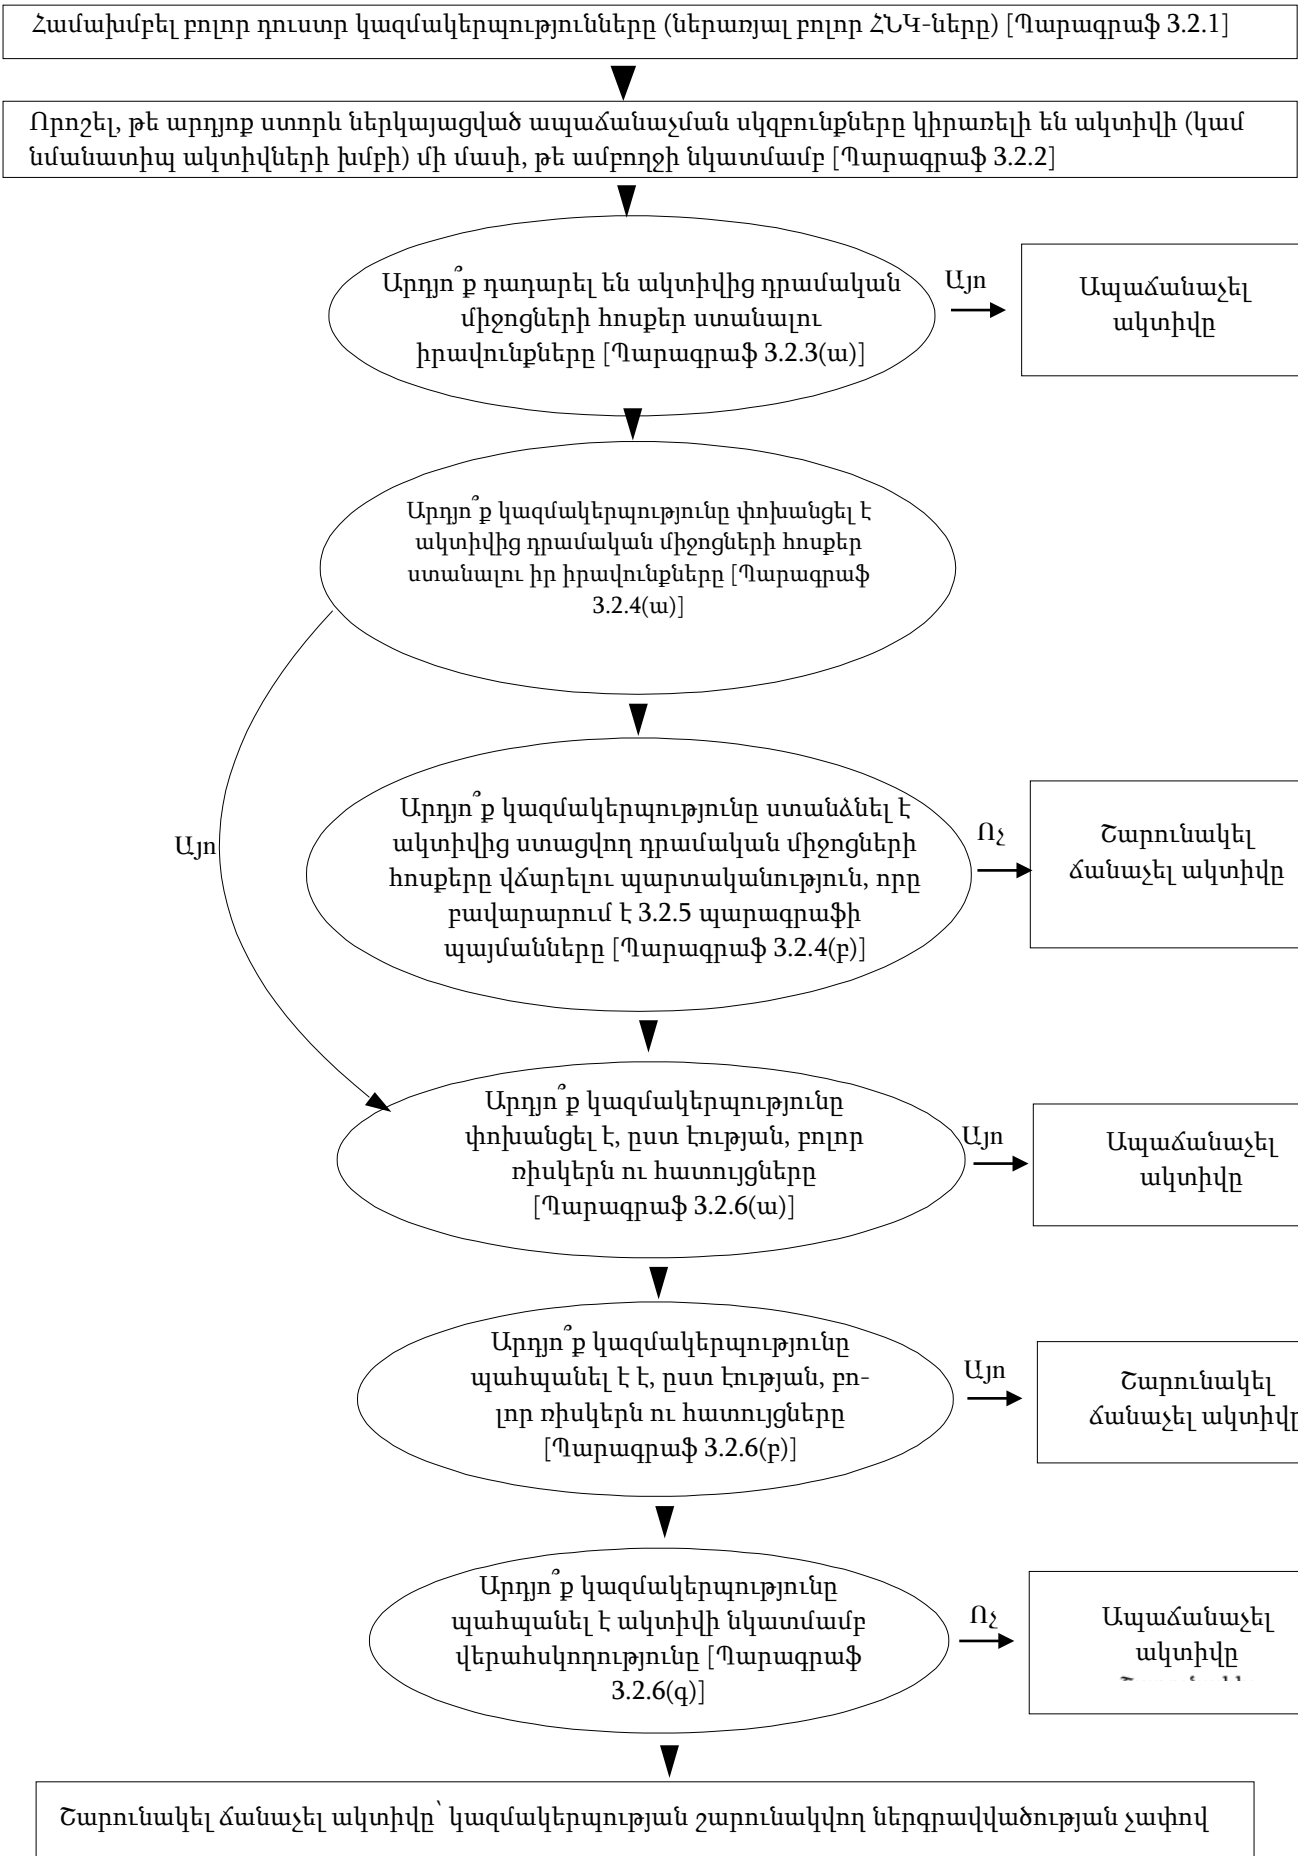 Համախմբել բոլոր դուստր կազմակերպությունները (ներառյալ բոլոր ՀՆԿ-ները) [Պարագրաֆ 3.2.1]
Որոշել, թե արդյոք ստորև ներկայացված ապաճանաչման սկզբունքները կիրառելի են ակտիվի (կամ
նմանատիպ ակտիվների խմբի) մի մասի, թե ամբողջի նկատմամբ [Պարագրաֆ 3.2.2]
Արդյո՞ք դադարել են ակտիվից դրամական
միջոցների հոսքեր ստանալու
իրավունքները [Պարագրաֆ 3.2.3(ա)]
Այո
Ապաճանաչել
ակտիվը
Արդյո՞ք կազմակերպությունը փոխանցել է
ակտիվից դրամական միջոցների հոսքեր
ստանալու իր իրավունքները [Պարագրաֆ
3.2.4(ա)]
Այո
Արդյո՞ք կազմակերպությունը ստանձնել է
ակտիվից ստացվող դրամական միջոցների
հոսքերը վճարելու պարտականություն, որը
բավարարում է 3.2.5 պարագրաֆի
պայմանները [Պարագրաֆ 3.2.4(բ)]
Ոչ
Շարունակել
ճանաչել ակտիվը
Արդյո՞ք կազմակերպությունը
փոխանցել է, ըստ էության, բոլոր
ռիսկերն ու հատույցները
[Պարագրաֆ 3.2.6(ա)]
Այո
Ապաճանաչել
ակտիվը
Արդյո՞ք կազմակերպությունը
պահպանել է է, ըստ էության, բո-
լոր ռիսկերն ու հատույցները
[Պարագրաֆ 3.2.6(բ)]
Այո
Շարունակել
ճանաչել ակտիվը
Արդյո՞ք կազմակերպությունը
պահպանել է ակտիվի նկատմամբ
վերահսկողությունը [Պարագրաֆ
3.2.6(գ)]
Ոչ
Ապաճանաչել
ակտիվը
Շարունակել ճանաչել ակտիվը՝ կազմակերպության շարունակվող ներգրավվածության չափով